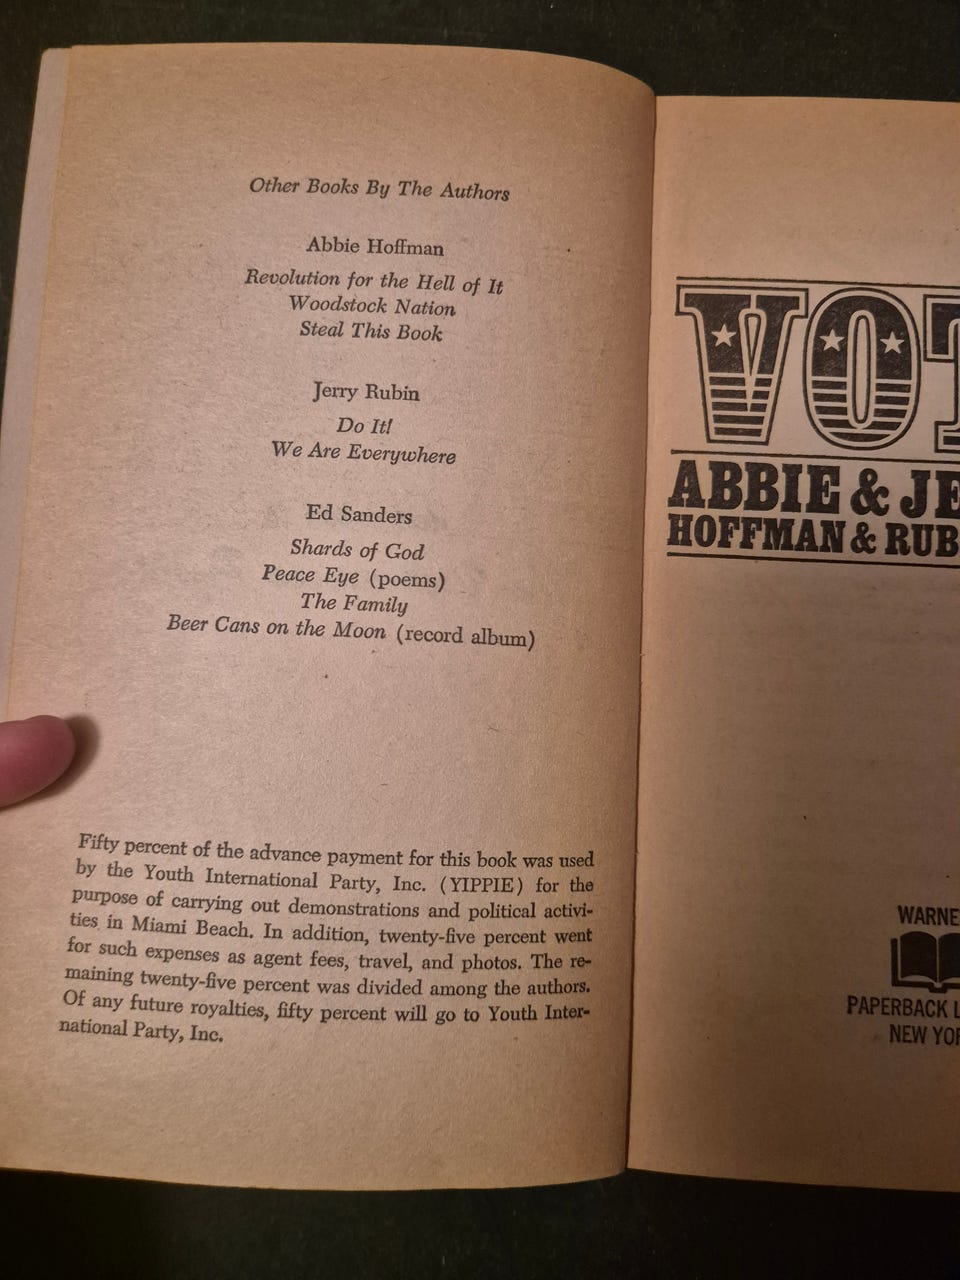 Other Books By The Authors
Abbie Hoffman
Revolution for the Hell of It
Woodstock Nation
Steal This Book
Jerry Rubin
Do It!
We Are Everywhere
Ed Sanders
Shards of God
Peace Eye (poems)
The Family
Beer Cans on the Moon (record album)
Fifty percent of the advance payment for this book was used
by the Youth International Party, Inc. (YIPPIE) for the
purpose of carrying out demonstrations and political activi-
ties in Miami Beach. In addition, twenty-five percent went
for such expenses as agent fees, travel, and photos. The re-
maining twenty-five percent was divided among the authors.
Of any future royalties, fifty percent will go to Youth Inter-
national Party, Inc.
VOT
ABBIE & JE
HOFFMAN & RUB
WARNE
PAPERBACK L
NEW YOR